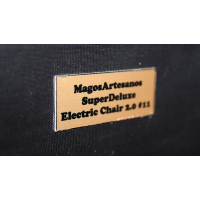 MagosArtesanos
SuperDeluxe
Electric Chair 2.0 #11